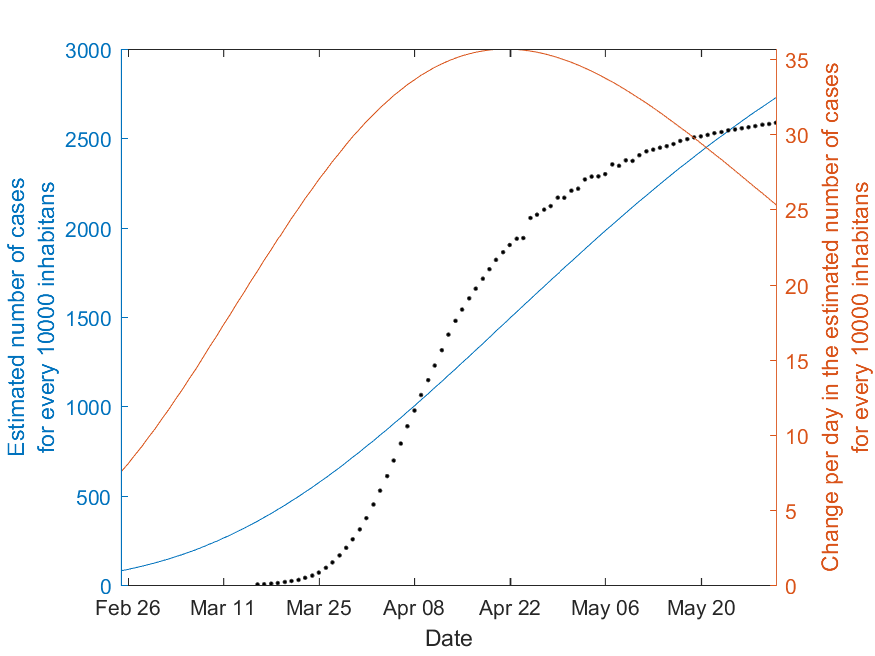 3000
2500
2000
1500
1000
500
0
Estimated number of cases
for every 10000 inhabitans
35
30
25
20
15
10
5
0
Change per day in the estimated number of cases
for every 10000 inhabitans
Feb 26
Mar 11
Mar 25
Apr 08
Apr 22
May 06
May 20
Date